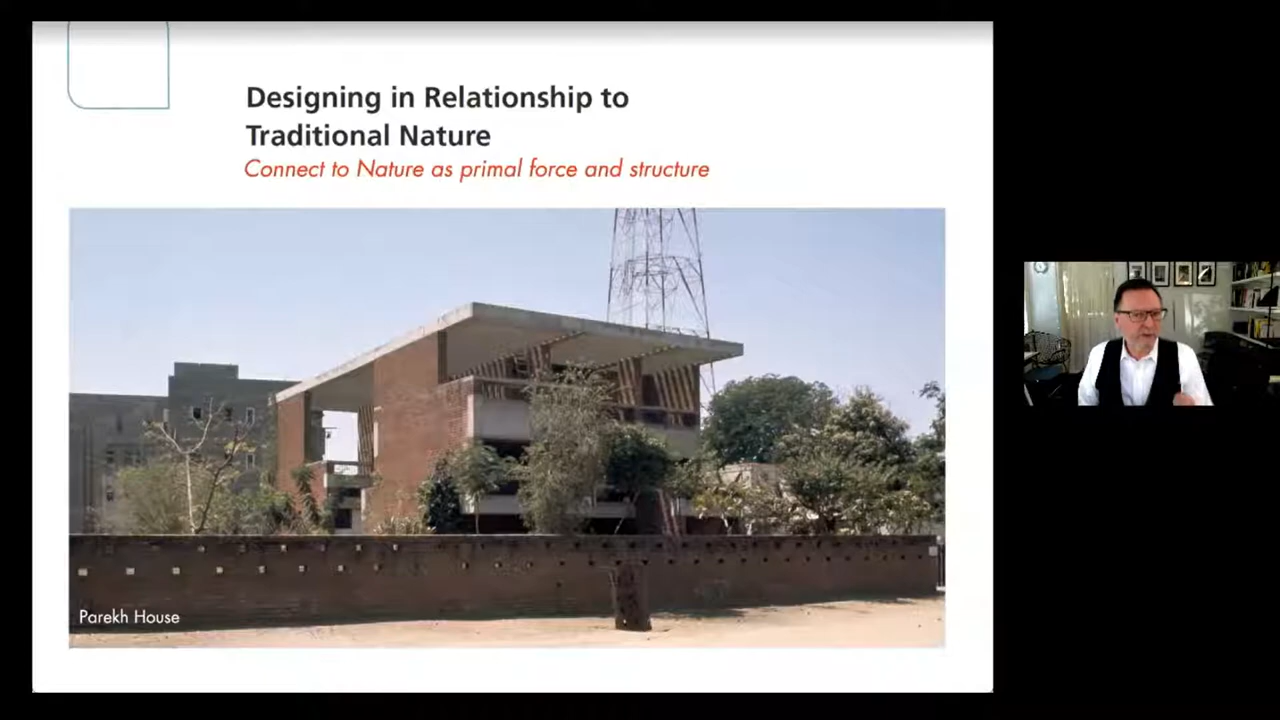 Designing in Relationship to
Traditional Nature
Connect to Nature as primal force and structure
Parekh House